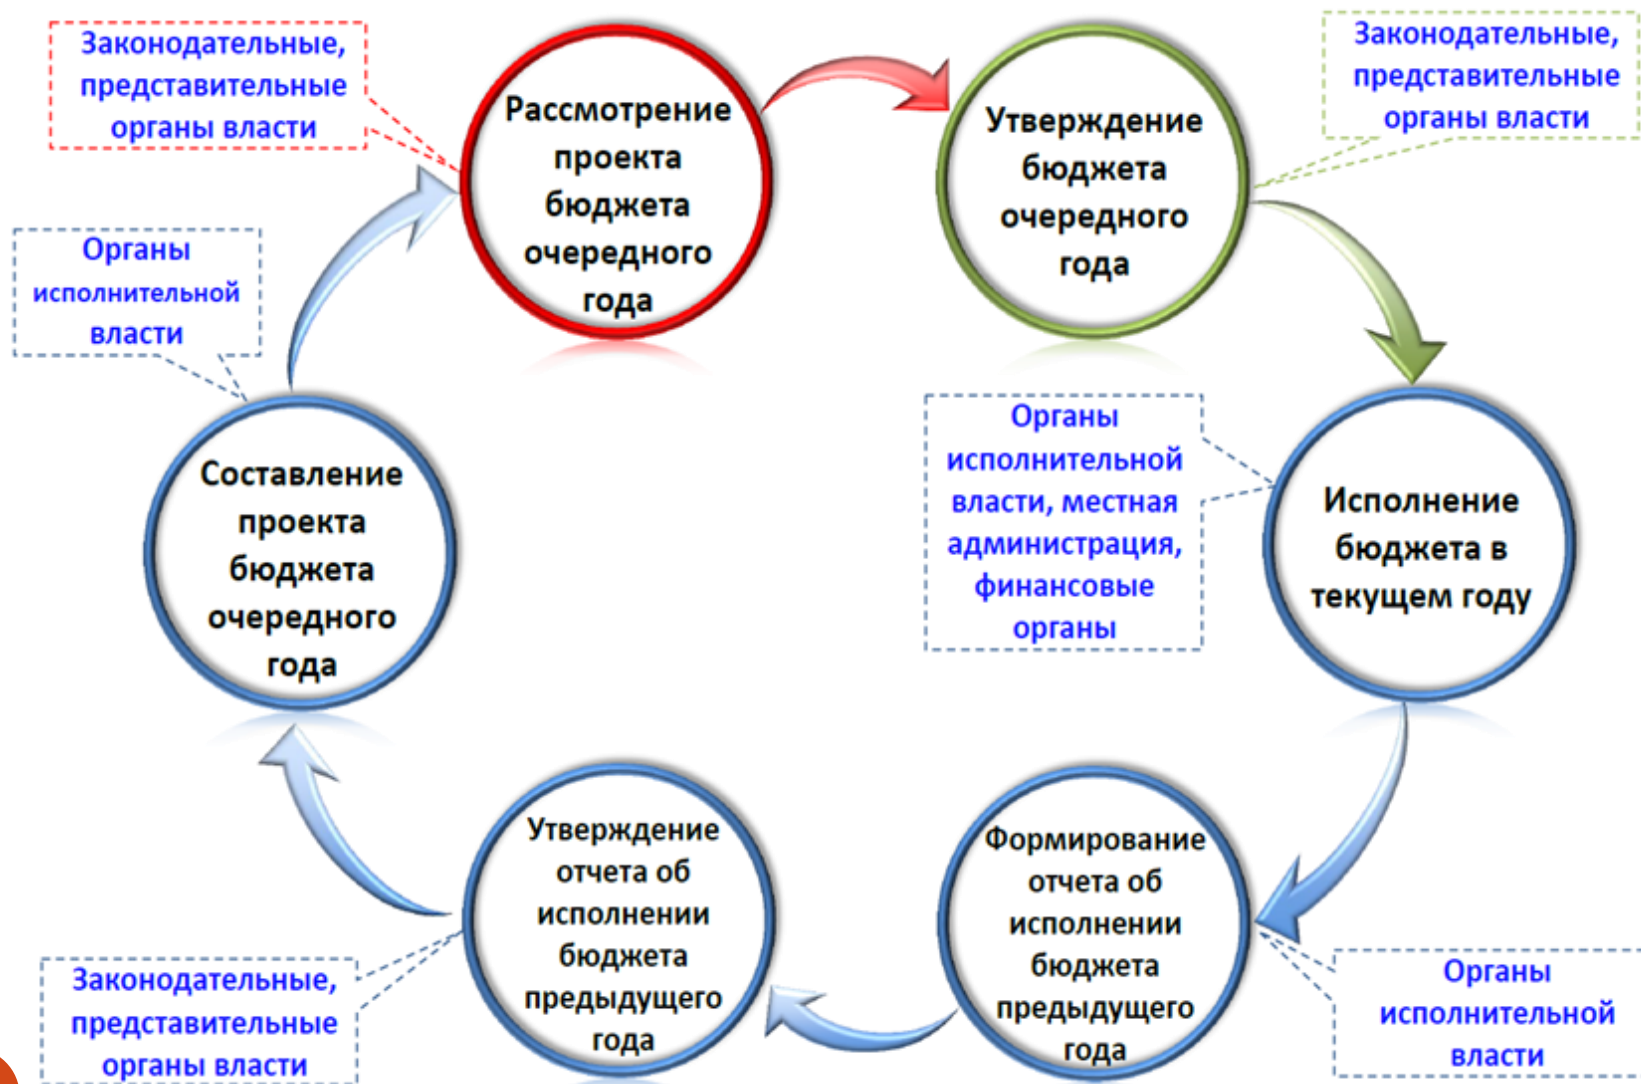 Законодательные,
представительные
органы власти
Рассмотрение
проекта
бюджета
очередного
года
Утверждение
бюджета
очередного
года
Законодательные,
представительные
органы власти
Органы
исполнительной
власти
Составление
проекта
бюджета
очередного
года
Органы
исполнительной
власти, местная
администрация,
финансовые
органы
Исполнение
бюджета в
текущем году
Утверждение
отчета об
исполнении
бюджета
предыдущего
года
Формирование
отчета об
исполнении
бюджета
предыдущего
года
Законодательные,
представительные
органы власти
Органы
исполнительной
власти